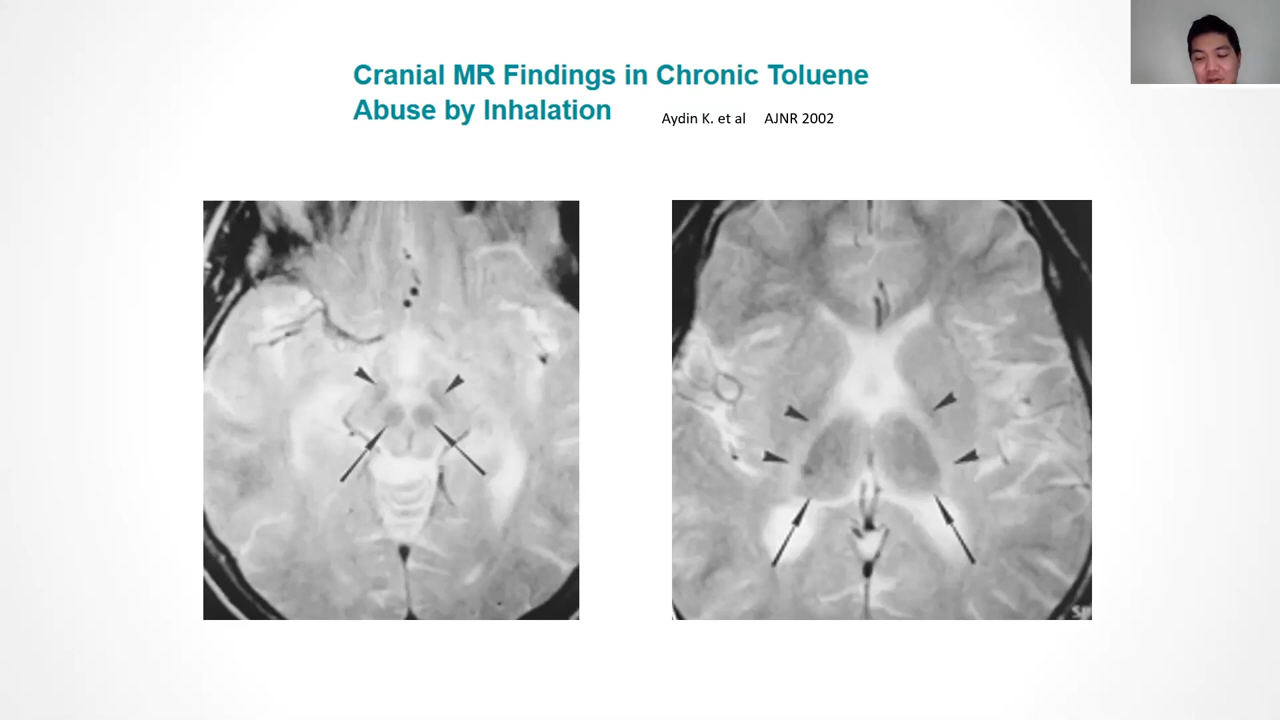 Cranial MR Findings in Chronic Toluene
Abuse by Inhalation
Aydin K. et al AJNR 2002